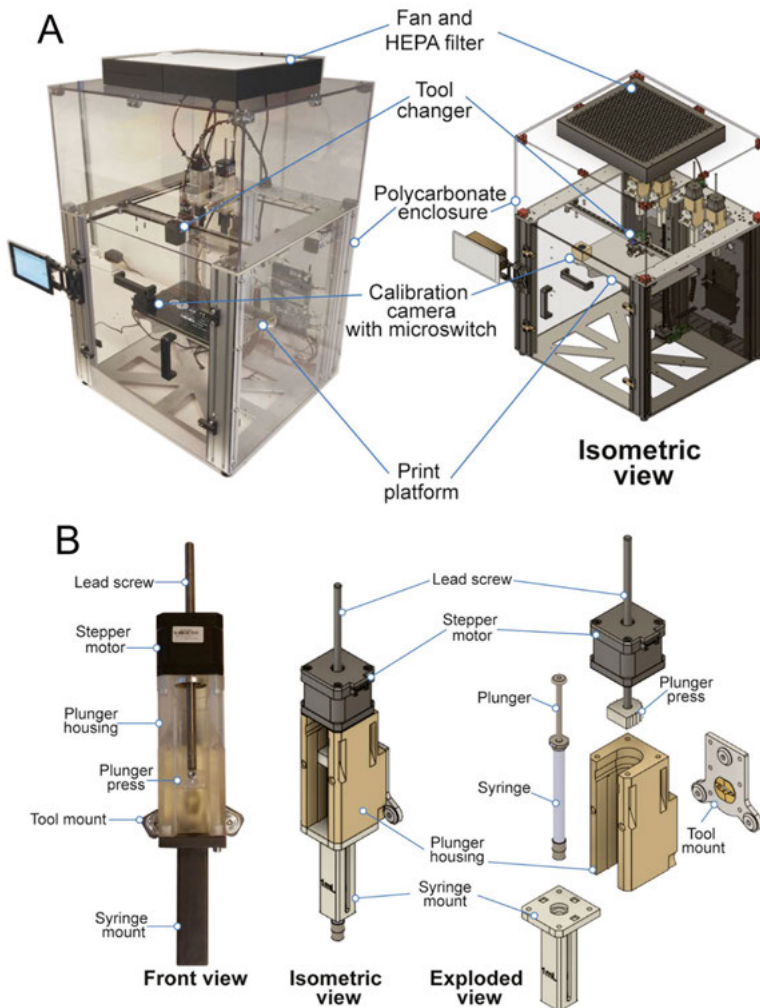 A
Fan and
HEPA filter
Tool
changer
Polycarbonate
enclosure
Calibration
camera
with microswitch
Print
platform
Isometric
view
B
Lead screw
Stepper
motor
Plunger
housing
Plunger
press
Tool mount
Syringe
mount
Front view
Lead screw
Stepper
motor
Plunger
Syringe
Plunger
housing
Syringe
mount
Plunger
press
Tool
mount
1mL
1mL
Isometric
view
Exploded
view